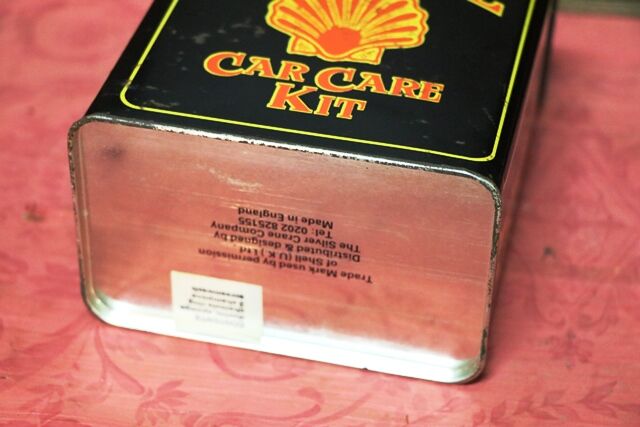 CAR CARE
KIT
Trade Mark used by permission
of Shell (U.K.) Ltd
Distributed & designed by
The Silver Crane Company
Tel: 0202 825155
Made in England